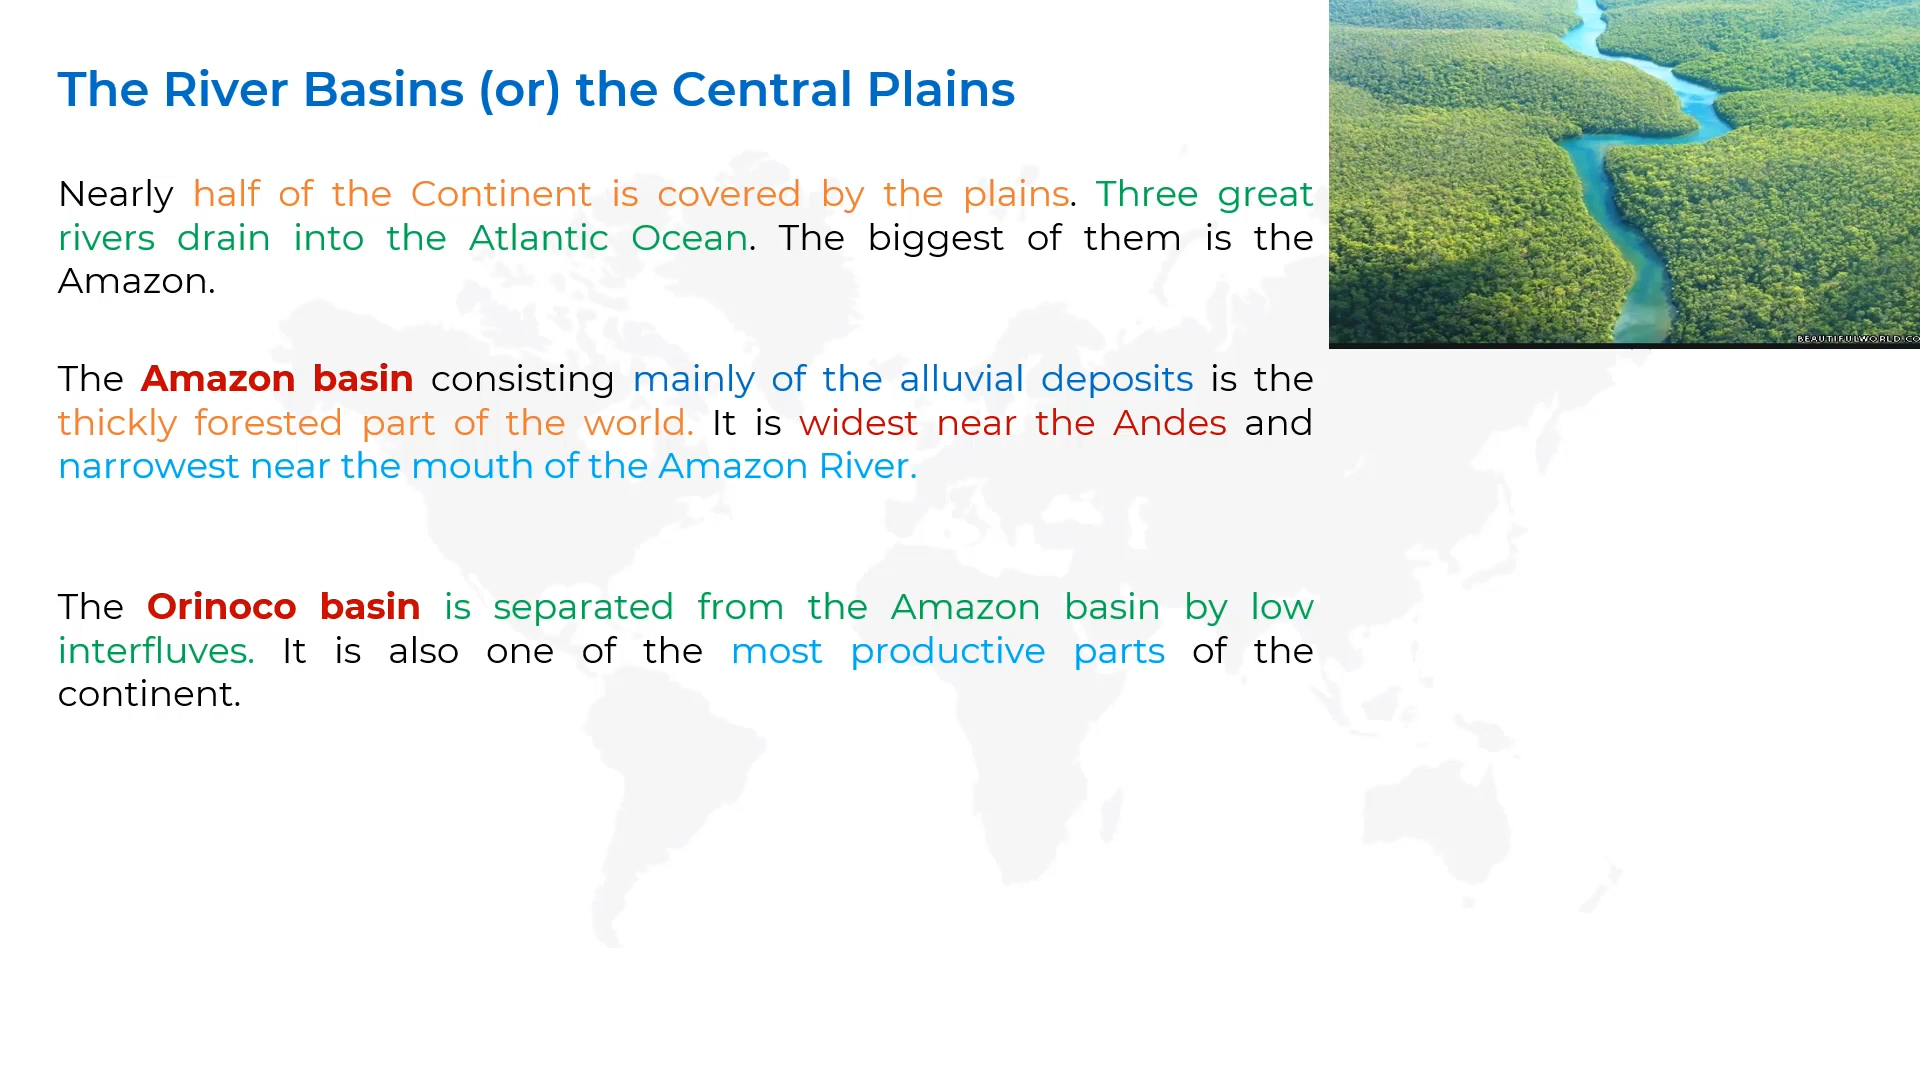 The River Basins (or) the Central Plains
Nearly half of the Continent is covered by the plains. Three great
rivers drain into the Atlantic Ocean. The biggest of them is the
Amazon.
BEAUTIFULWORLD.CO
The Amazon basin consisting mainly of the alluvial deposits is the
thickly forested part of the world. It is widest near the Andes and
narrowest near the mouth of the Amazon River.
The Orinoco basin is separated from the Amazon basin by low
interfluves. It is also one of the most productive parts of the
continent.